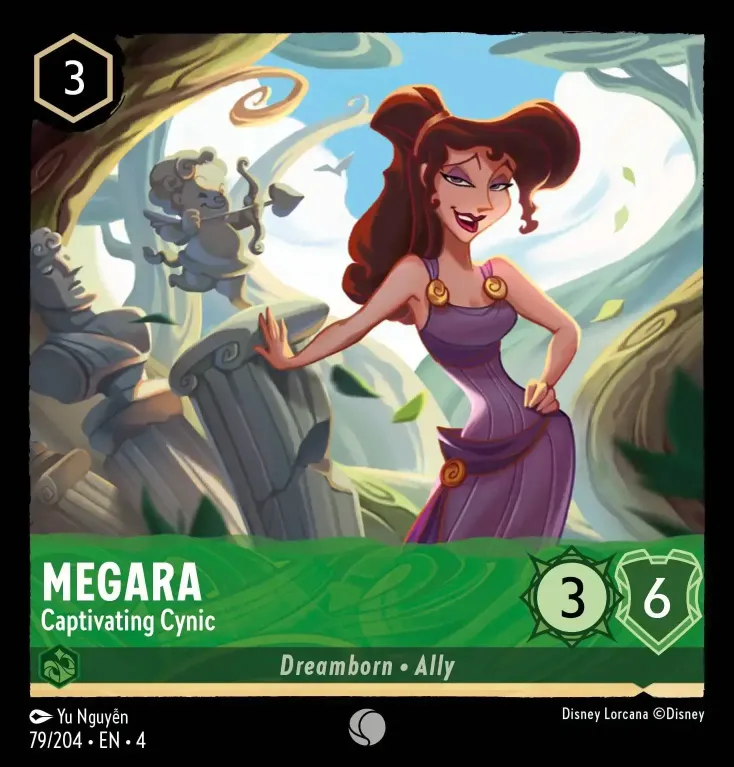 3
MEGARA
Captivating Cynic
3
6
Dreamborn • Ally
Yu Nguyễn
Disney Lorcana ©Disney
79/204 • EN • 4